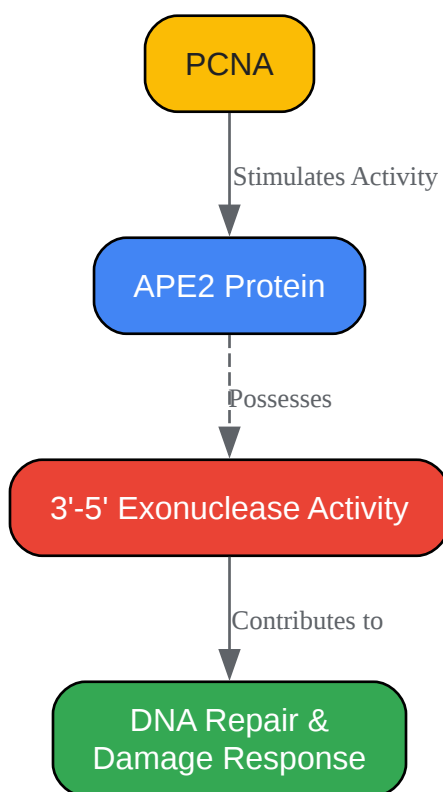 PCNA
Stimulates Activity
APE2 Protein
Possesses
3'-5' Exonuclease Activity
Contributes to
DNA Repair &
Damage Response